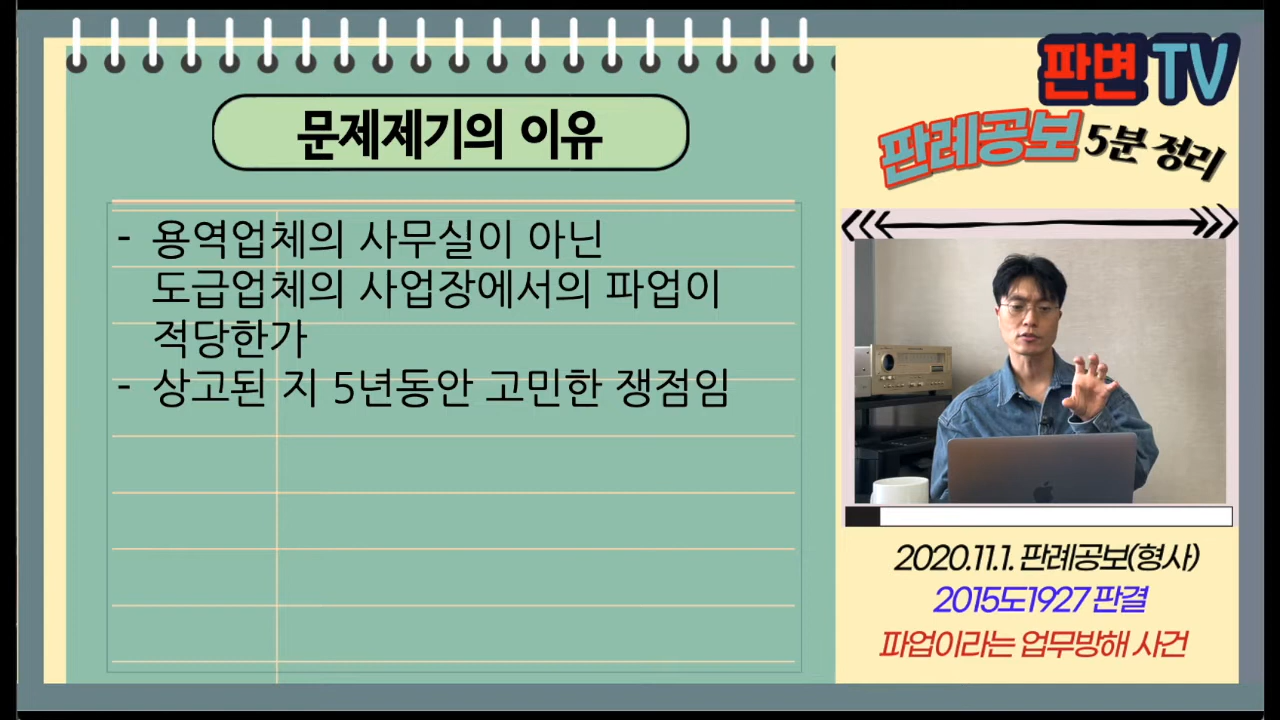 문제제기의 이유
- 용역업체의 사무실이 아닌
도급업체의 사업장에서의 파업이
적당한가
- 상고된 지 5년동안 고민한 쟁점임
판변 TV
판례공보 5분 정리
2020.11.1. 판례공보(형사)
2015도1927 판결
파업이라는 업무방해 사건